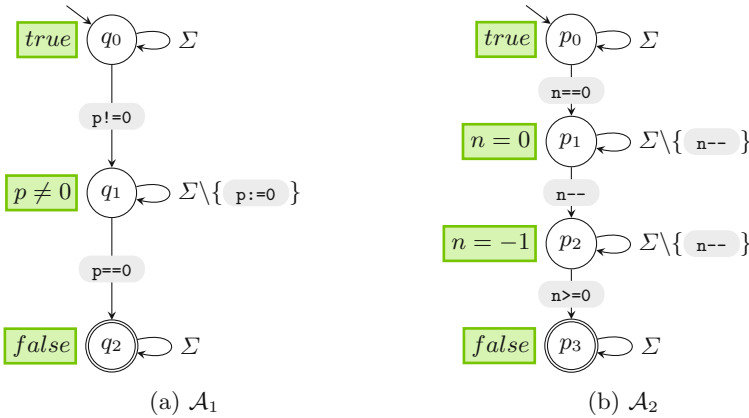 true q0 Σ
p!=0
p ≠ 0 q1 Σ\{ p:=0 }
p==0
false q2 Σ
(a) A1
true p0 Σ
n==0
n = 0 p1 Σ\{ n-- }
n--
n = −1 p2 Σ\{ n-- }
n>=0
false p3 Σ
(b) A2